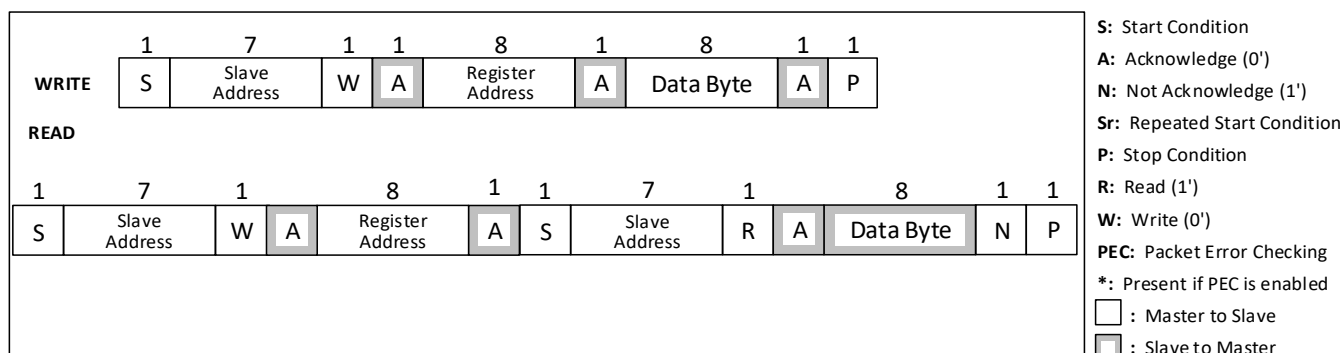 1 7 1 1 8 1 8 1 1
WRITE S Slave Address W A Register Address A Data Byte A P
READ
1 7 1 8 1 1 7 1 8 1 1
S Slave Address W A Register Address A S Slave Address R A Data Byte N P
S: Start Condition
A: Acknowledge (0')
N: Not Acknowledge (1')
Sr: Repeated Start Condition
P: Stop Condition
R: Read (1')
W: Write (0')
PEC: Packet Error Checking
*: Present if PEC is enabled
: Master to Slave
: Slave to Master